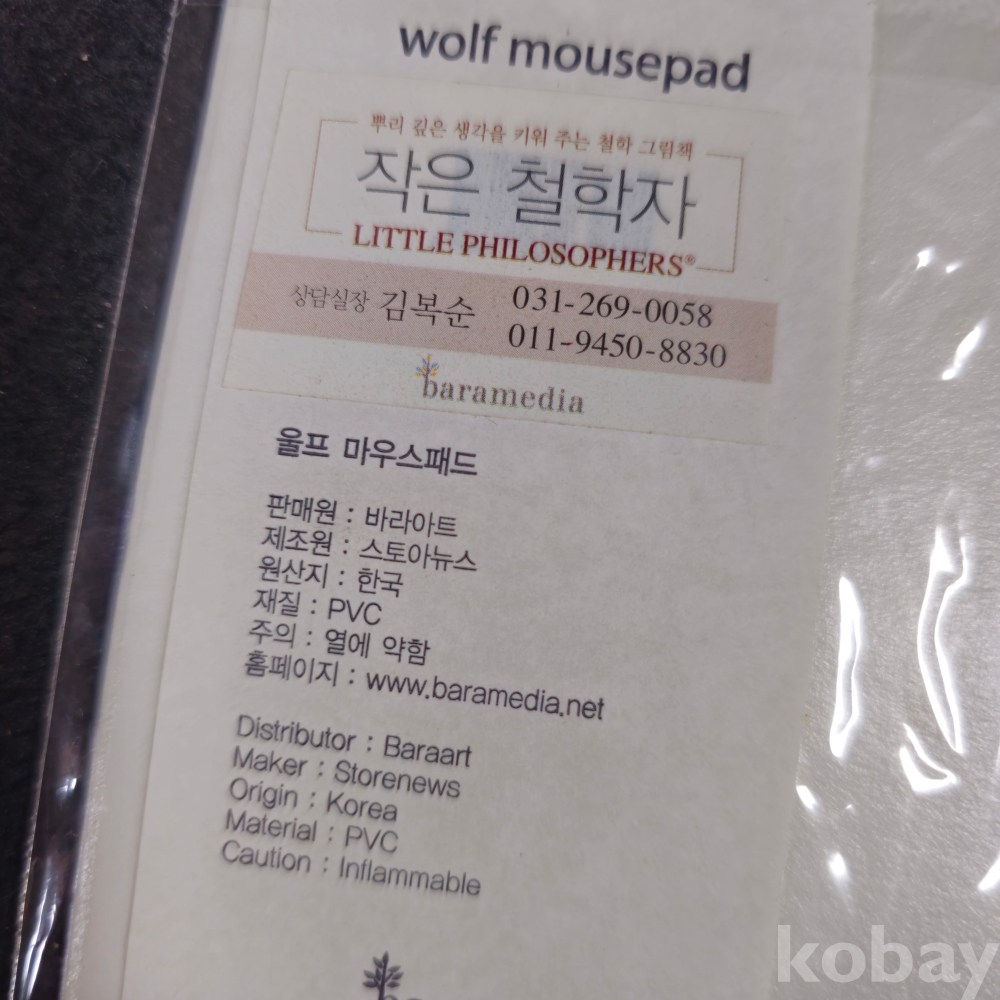 wolf mousepad
뿌리 깊은 생각을 키워 주는 철학 그림책
작은 철학자
LITTLE PHILOSOPHERS®
상담실장 김복순 031-269-0058
011-9450-8830
baramedia
울프 마우스패드
판매원 : 바라아트
제조원 : 스토아뉴스
원산지 : 한국
재질 : PVC
주의 : 열에 약함
홈페이지 : www.baramedia.net
Distributor : Baraart
Maker : Storenews
Origin : Korea
Material : PVC
Caution : Inflammable
kobay